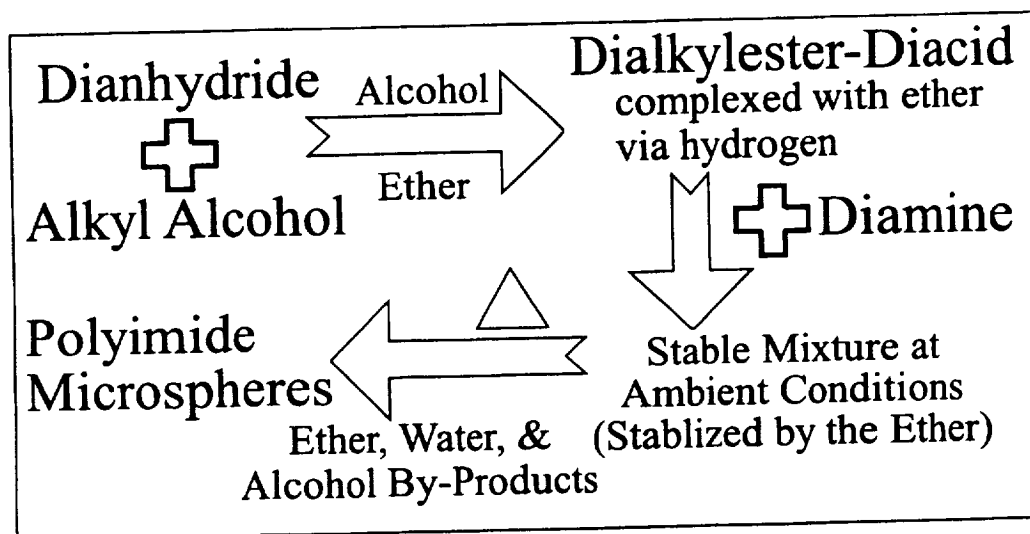 Dianhydride
Alkyl Alcohol
Alcohol
Ether
Dialkylester-Diacid
complexed with ether
via hydrogen
Diamine
Stable Mixture at
Ambient Conditions
(Stablized by the Ether)
Ether, Water, &
Alcohol By-Products
Polyimide
Microspheres